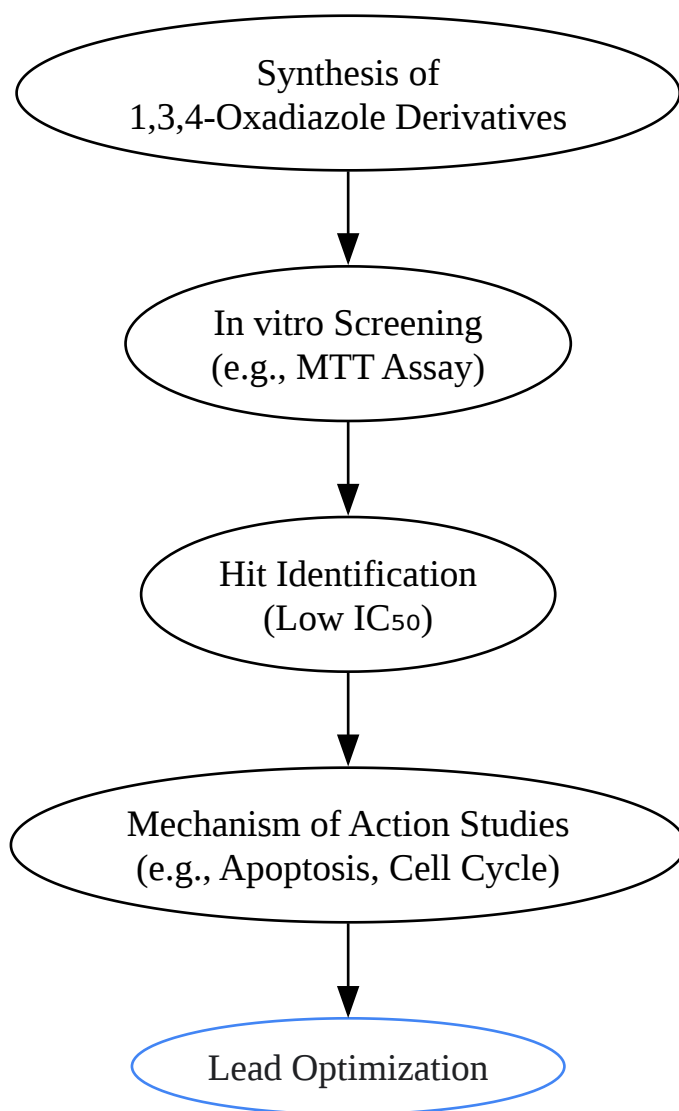 Synthesis of
1,3,4-Oxadiazole Derivatives
In vitro Screening
(e.g., MTT Assay)
Hit Identification
(Low IC₅₀)
Mechanism of Action Studies
(e.g., Apoptosis, Cell Cycle)
Lead Optimization